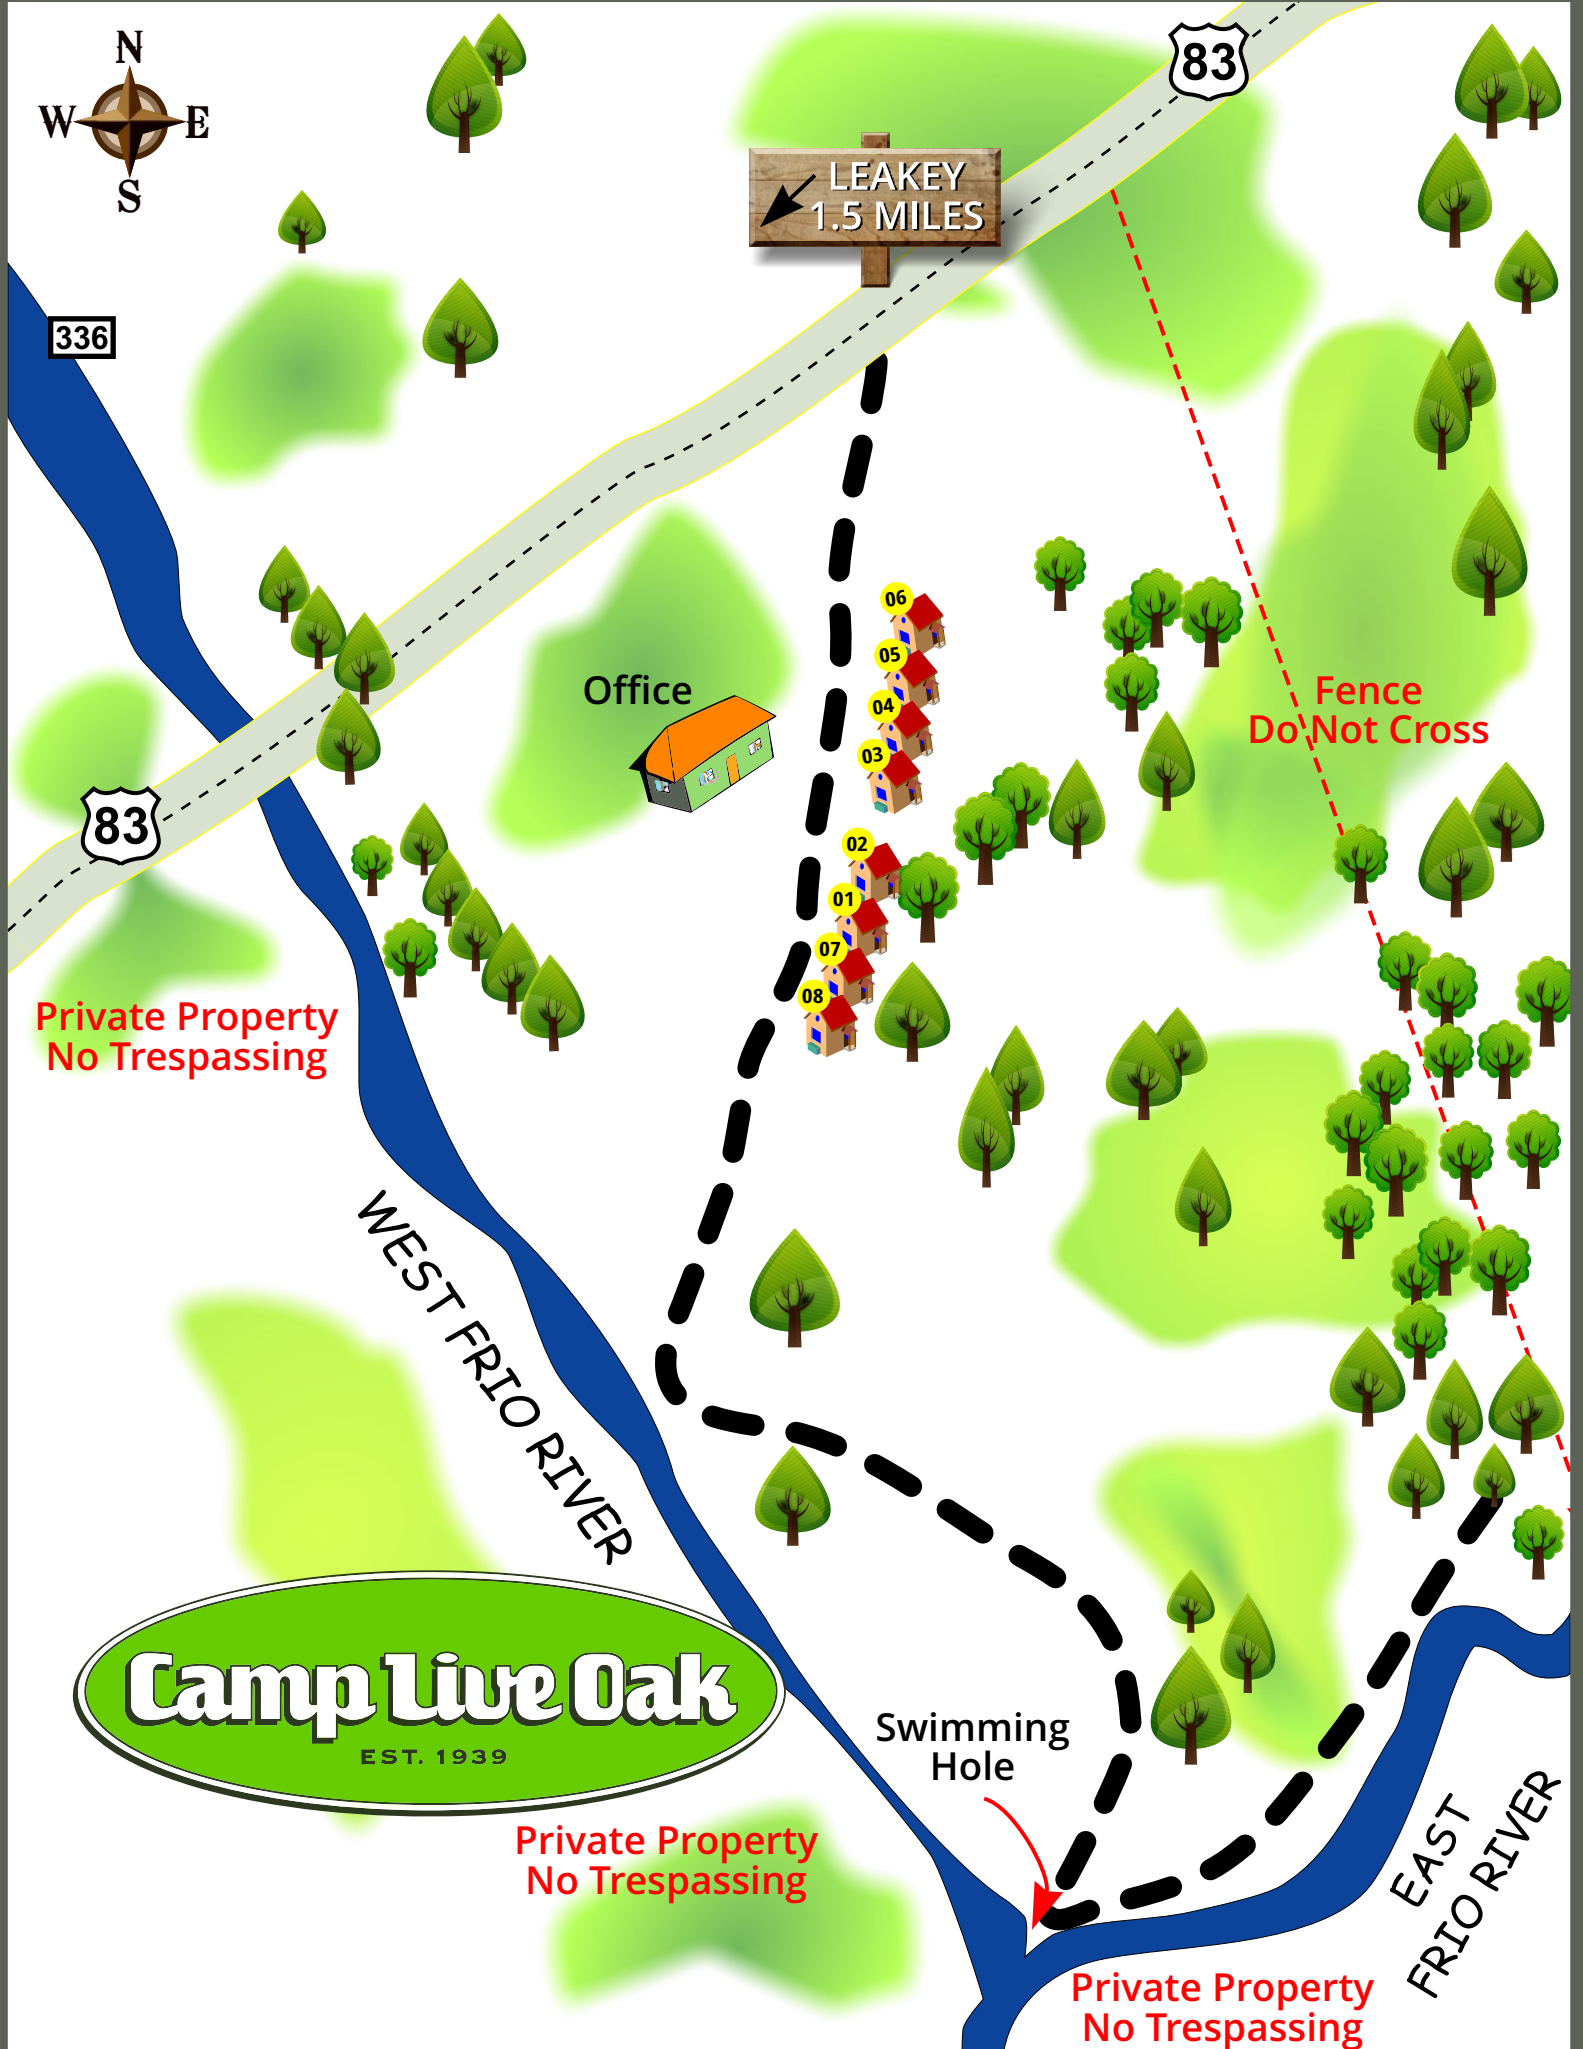 N
W E
S
83
LEAKEY
1.5 MILES
336
06
05
Office
04
Fence
Do Not Cross
03
83
02
01
07
08
Private Property
No Trespassing
WEST FRIO RIVER
Camp Live Oak
EST. 1939
Swimming
Hole
Private Property
No Trespassing
EAST
FRIO RIVER
Private Property
No Trespassing